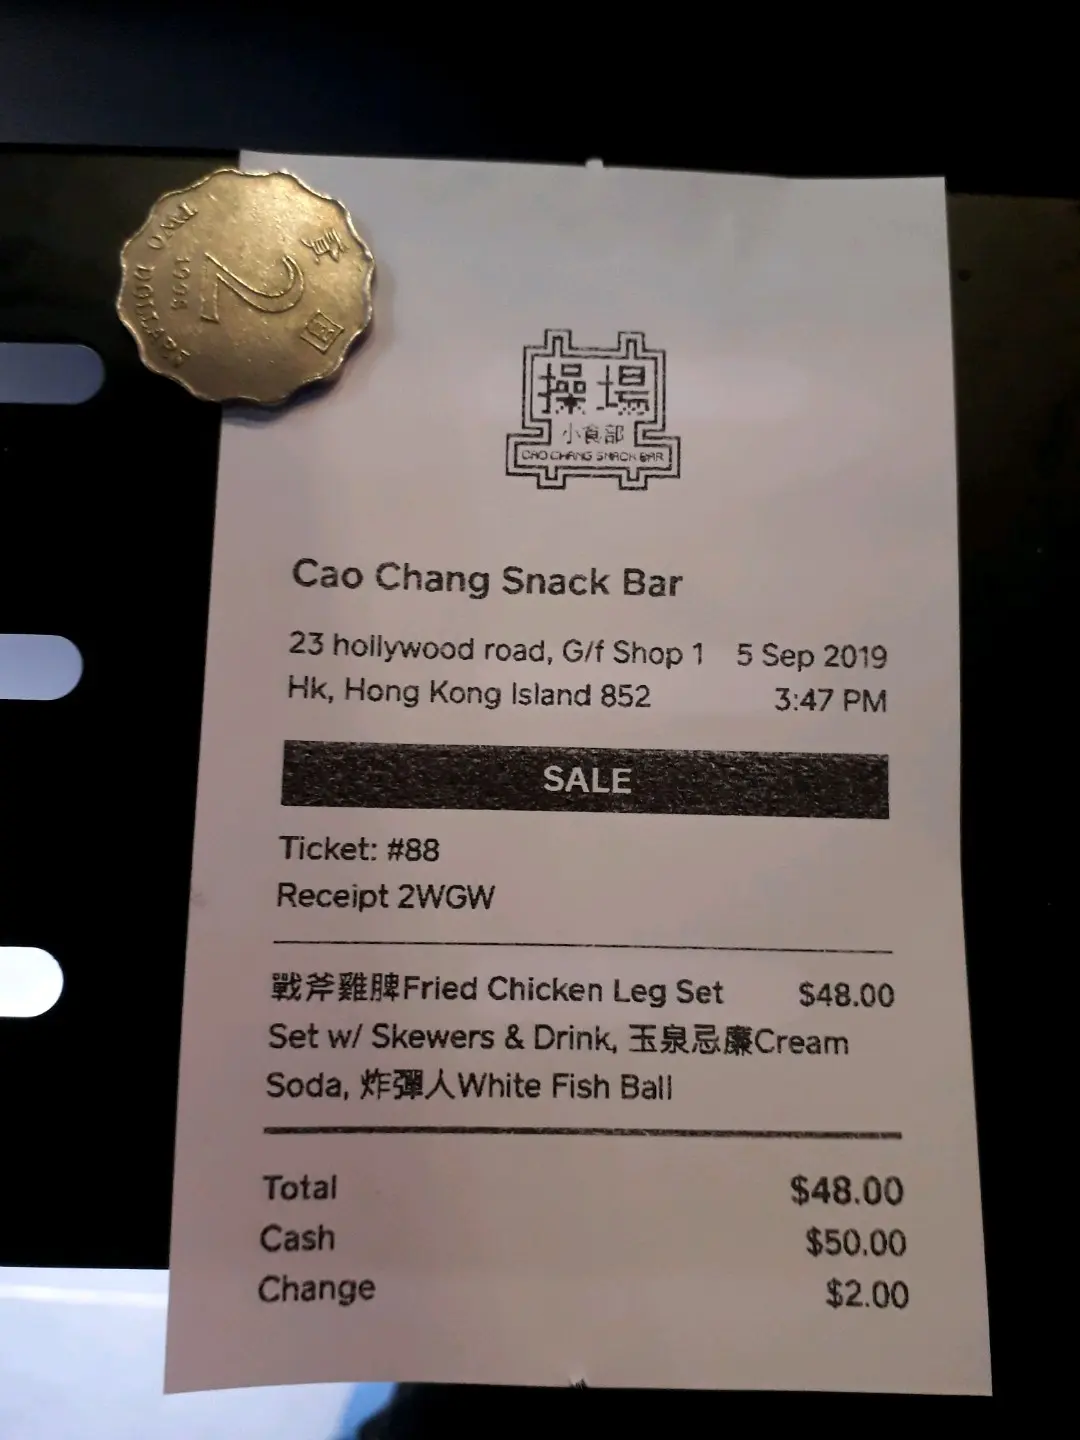 TWO DOLLARS
2
貳
圓
操場
小食部
CAO CHANG SNACK BAR
Cao Chang Snack Bar
23 hollywood road, G/f Shop 1 5 Sep 2019
Hk, Hong Kong Island 852 3:47 PM
SALE
Ticket: #88
Receipt 2WGW
戰斧雞脾Fried Chicken Leg Set $48.00
Set w/ Skewers & Drink, 玉泉忌廉Cream
Soda, 炸彈人White Fish Ball
Total $48.00
Cash $50.00
Change $2.00